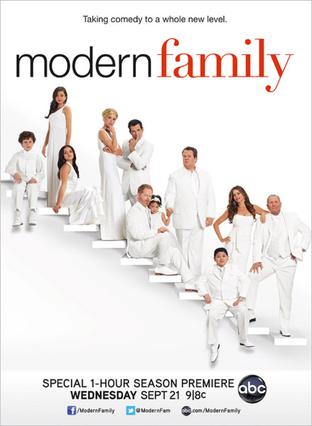 Taking comedy to a whole new level.
modern family
SPECIAL 1-HOUR SEASON PREMIERE
WEDNESDAY SEPT 21 9|8c
abc
/ModernFamily @ModernFam abc.com/ModernFamily